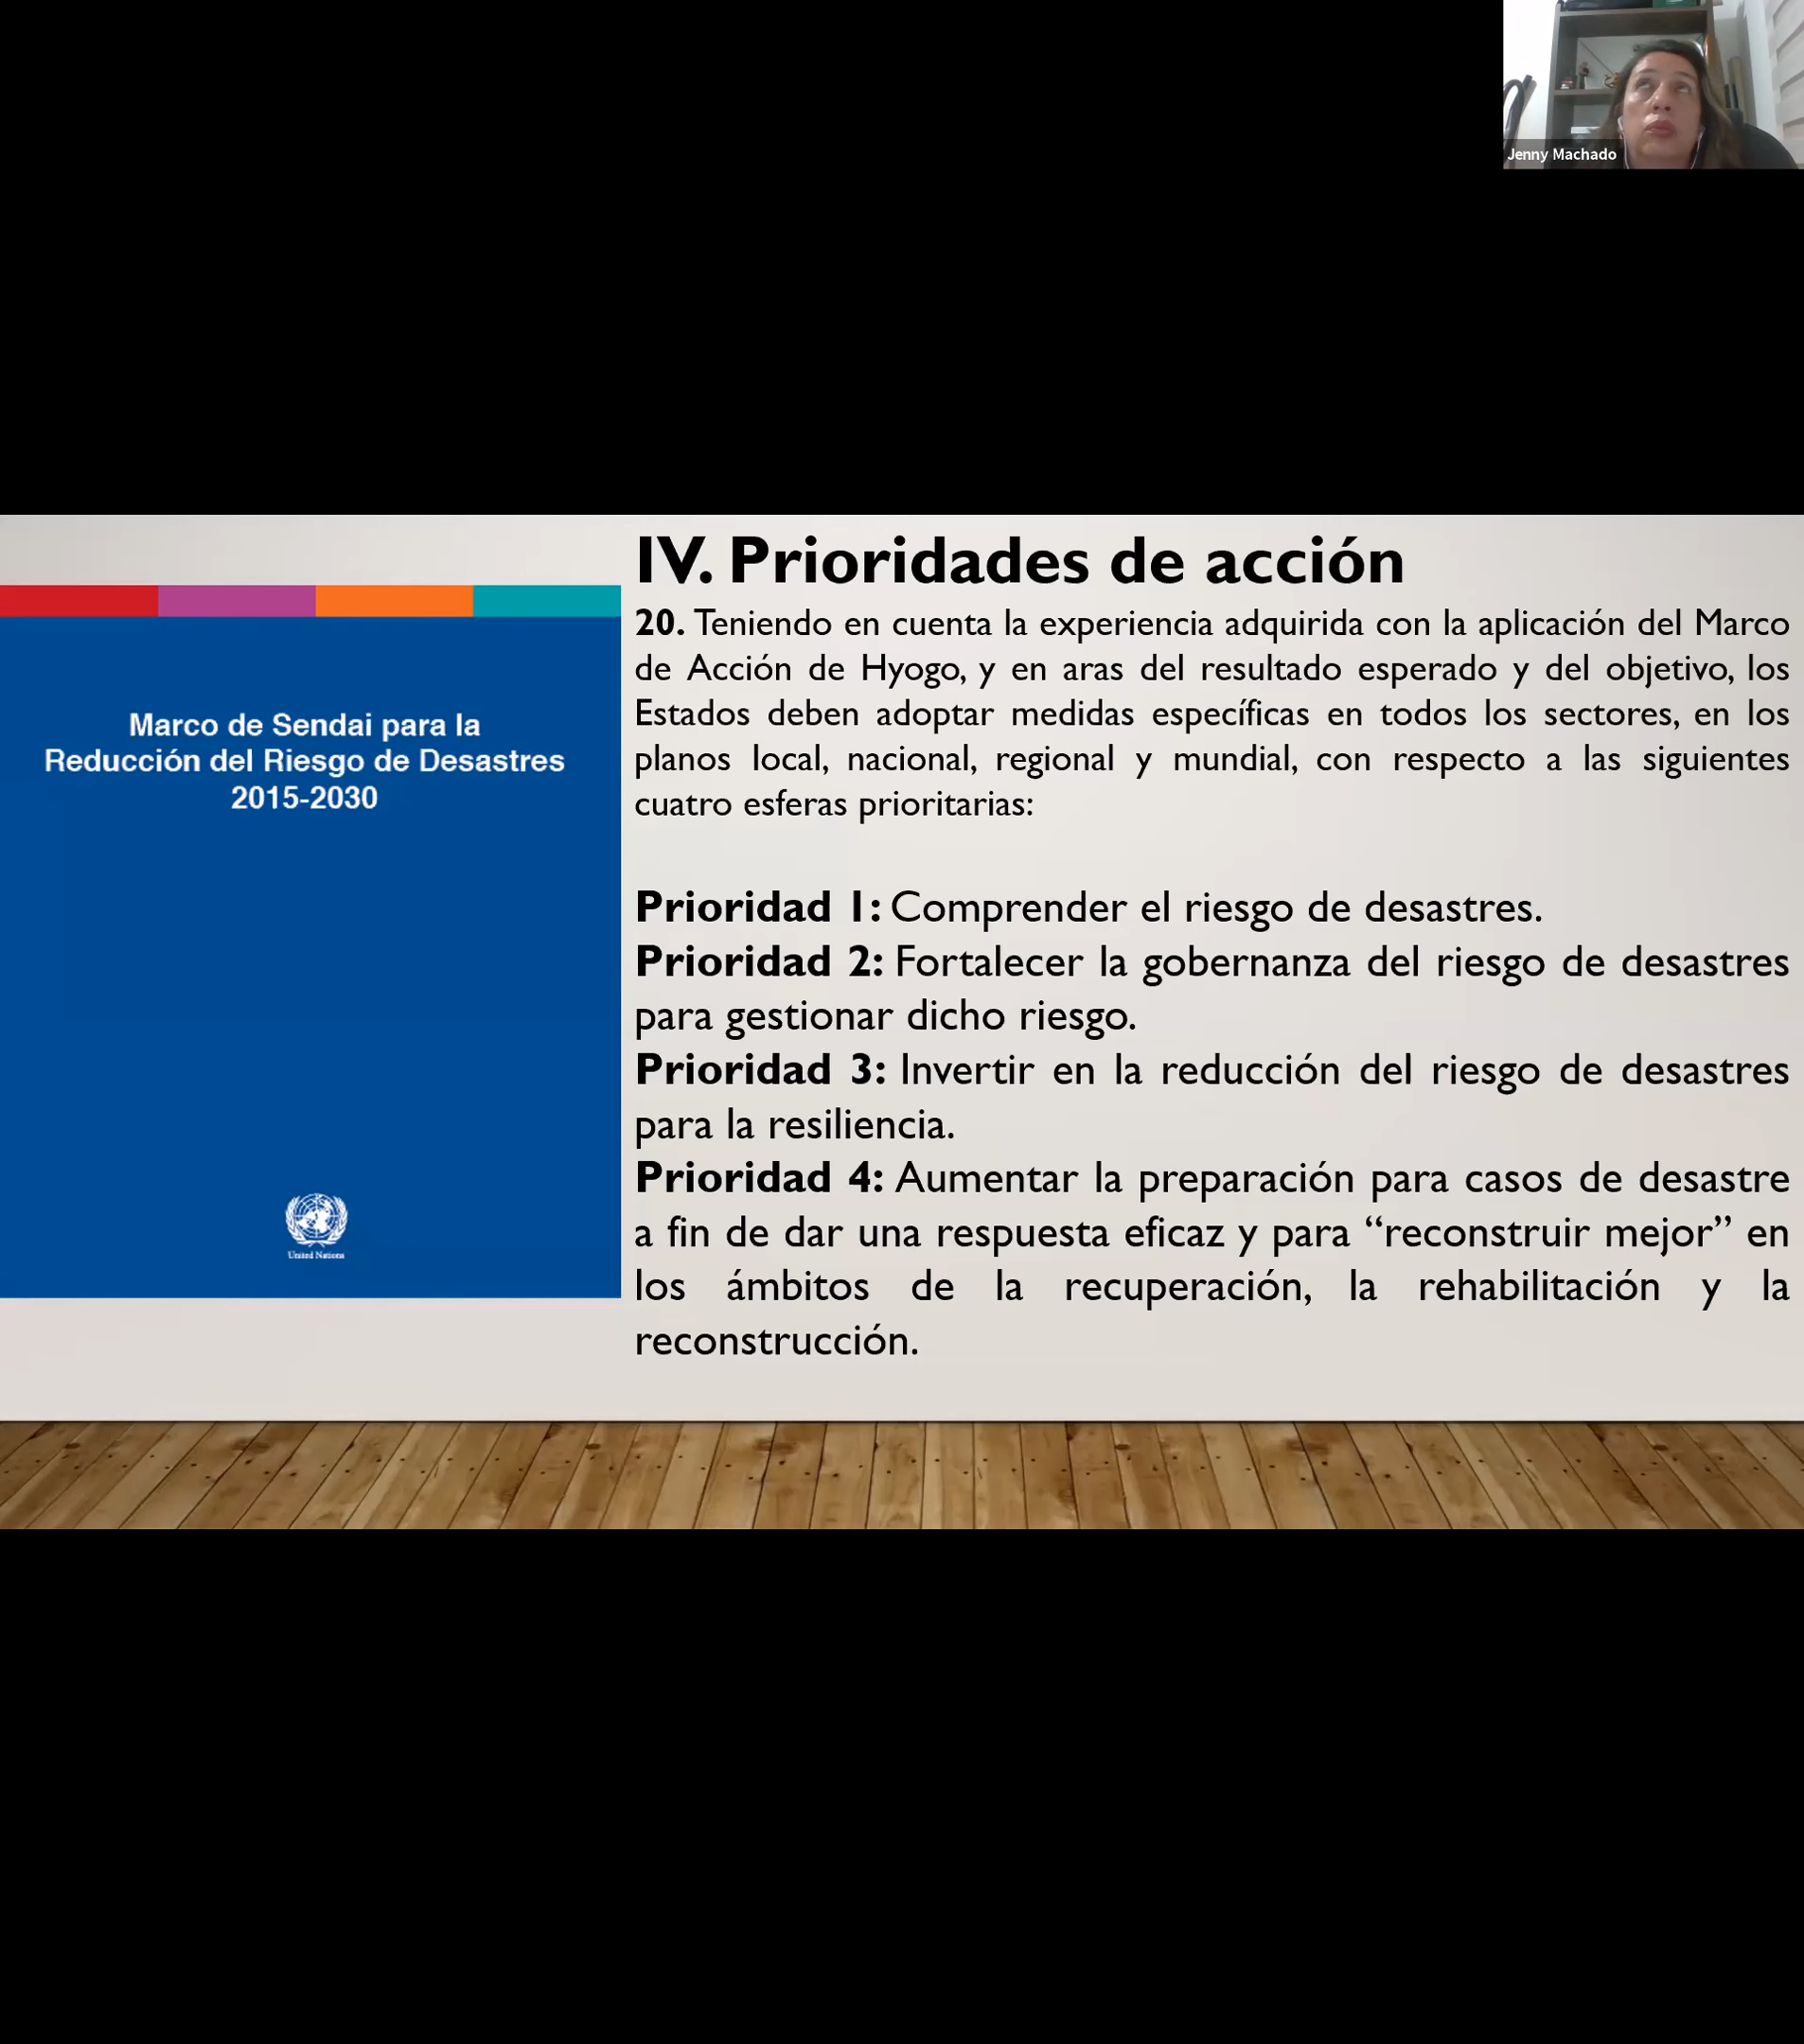 Jenny Machado
Marco de Sendai para la
Reducción del Riesgo de Desastres
2015-2030
United Nations
IV. Prioridades de acción
20. Teniendo en cuenta la experiencia adquirida con la aplicación del Marco
de Acción de Hyogo, y en aras del resultado esperado y del objetivo, los
Estados deben adoptar medidas específicas en todos los sectores, en los
planos local, nacional, regional y mundial, con respecto a las siguientes
cuatro esferas prioritarias:
Prioridad 1: Comprender el riesgo de desastres.
Prioridad 2: Fortalecer la gobernanza del riesgo de desastres
para gestionar dicho riesgo.
Prioridad 3: Invertir en la reducción del riesgo de desastres
para la resiliencia.
Prioridad 4: Aumentar la preparación para casos de desastre
a fin de dar una respuesta eficaz y para “reconstruir mejor” en
los ámbitos de la recuperación, la rehabilitación y la
reconstrucción.